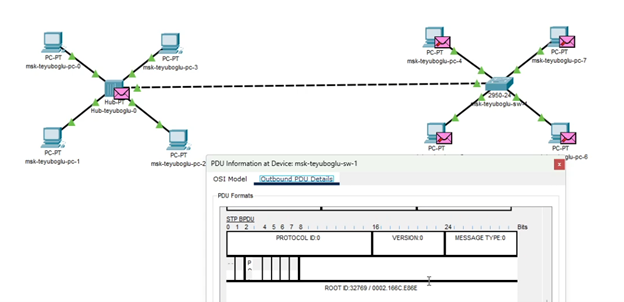 PC-PT
msk-teyuboglu-pc-0
PC-PT
msk-teyuboglu-pc-3
Hub-PT
Hub-teyuboglu-0
PC-PT
msk-teyuboglu-pc-1
PC-PT
msk-teyuboglu-pc-2
PC-PT
msk-teyuboglu-pc-4
PC-PT
msk-teyuboglu-pc-7
2950-24
msk-teyuboglu-sw-1
PC-PT
PC-PT
pc-6
PDU Information at Device: msk-teyuboglu-sw-1
OSI Model
Outbound PDU Details
PDU Formats
STP BPDU
0 1 2 3 4 5 6 7 8 16 24 Bits
PROTOCOL ID:0 VERSION:0 MESSAGE TYPE:0
ROOT ID:32769 / 0002.166C.E86E